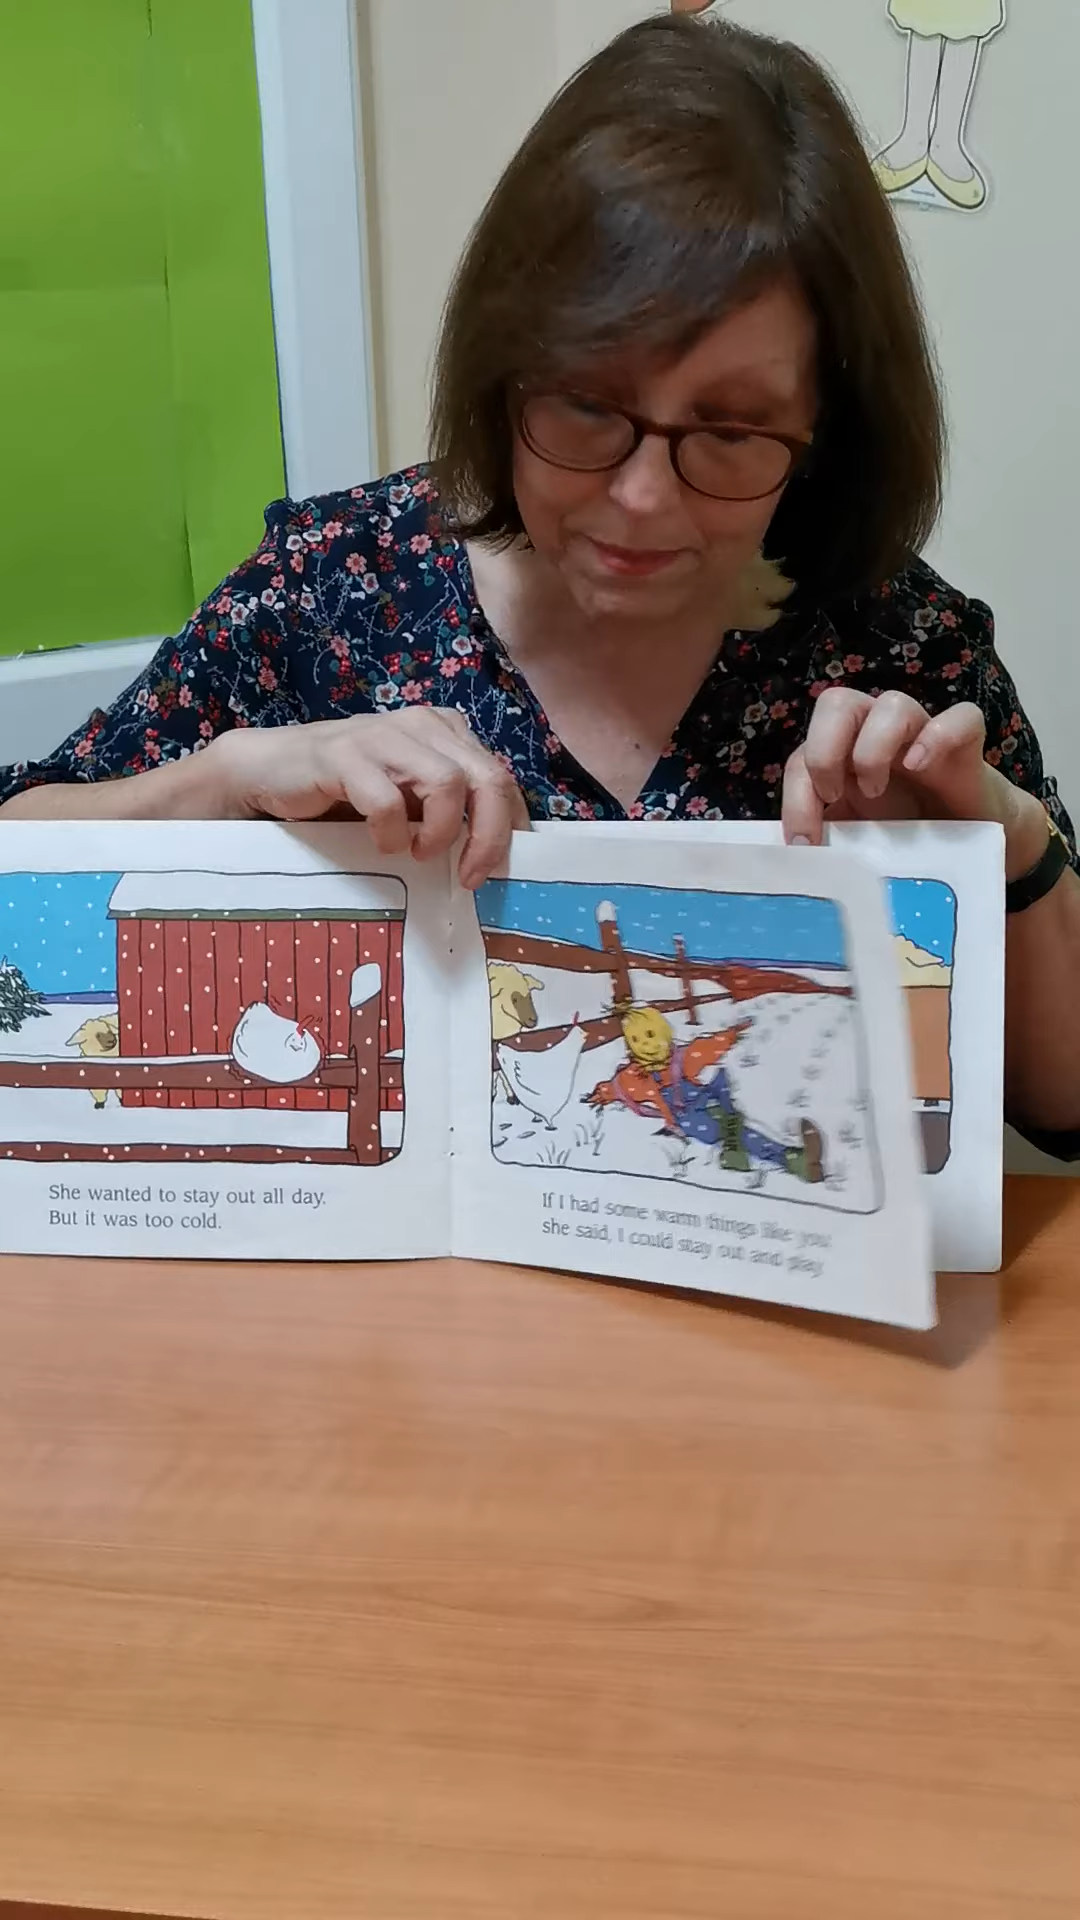 She wanted to stay out all day.
But it was too cold.
If I had some warm things like you,
she said, I could stay out and play.